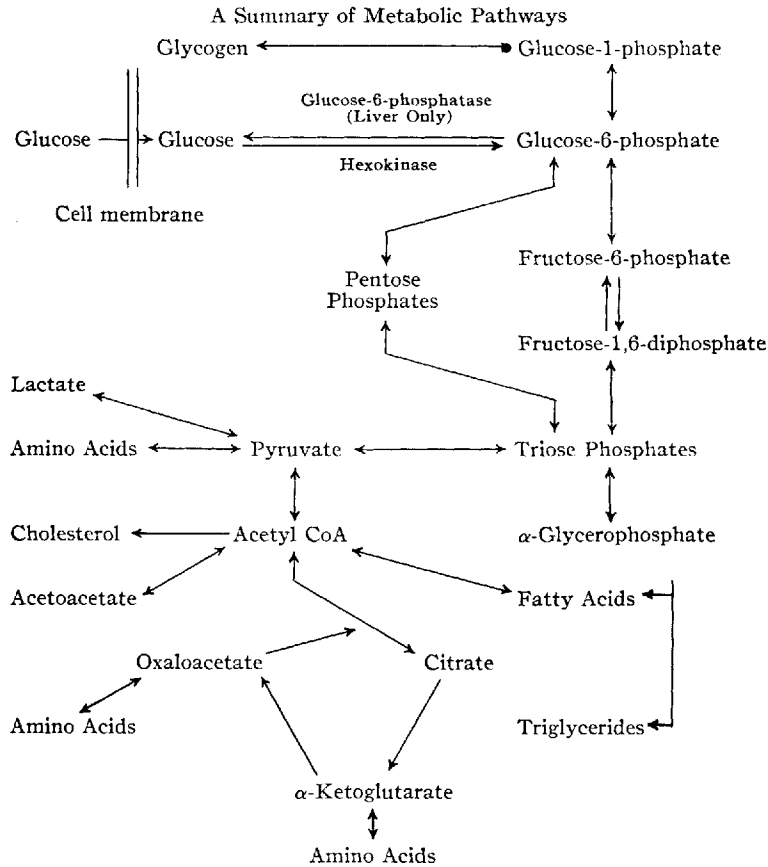 A Summary of Metabolic Pathways
Glycogen
Glucose-1-phosphate
Glucose-6-phosphatase
(Liver Only)
Glucose
Glucose
Glucose-6-phosphate
Hexokinase
Cell membrane
Fructose-6-phosphate
Pentose
Phosphates
Fructose-1,6-diphosphate
Lactate
Amino Acids
Pyruvate
Triose Phosphates
Cholesterol
Acetyl CoA
α-Glycerophosphate
Acetoacetate
Fatty Acids
Oxaloacetate
Citrate
Amino Acids
Triglycerides
α-Ketoglutarate
Amino Acids